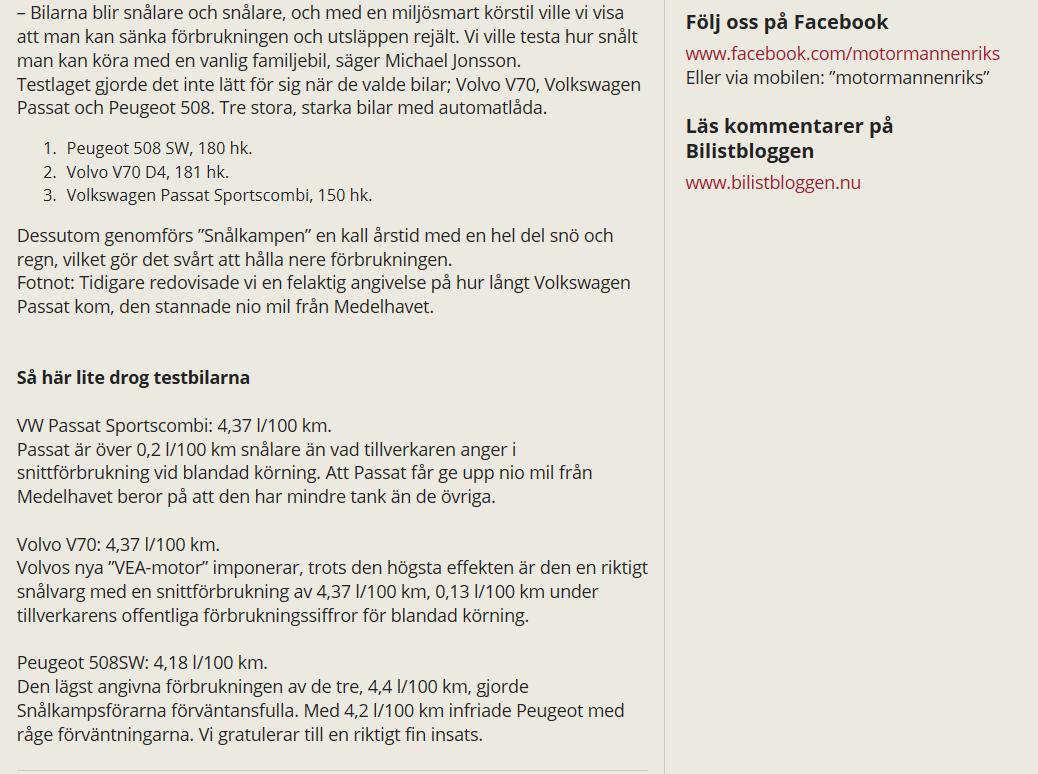 – Bilarna blir snålare och snålare, och med en miljösmart körstil ville vi visa
att man kan sänka förbrukningen och utsläppen rejält. Vi ville testa hur snålt
man kan köra med en vanlig familjebil, säger Michael Jonsson.
Testlaget gjorde det inte lätt för sig när de valde bilar; Volvo V70, Volkswagen
Passat och Peugeot 508. Tre stora, starka bilar med automatlåda.
1. Peugeot 508 SW, 180 hk.
2. Volvo V70 D4, 181 hk.
3. Volkswagen Passat Sportscombi, 150 hk.
Dessutom genomförs ”Snålkampen” en kall årstid med en hel del snö och
regn, vilket gör det svårt att hålla nere förbrukningen.
Fotnot: Tidigare redovisade vi en felaktig angivelse på hur långt Volkswagen
Passat kom, den stannade nio mil från Medelhavet.
Så här lite drog testbilarna
VW Passat Sportscombi: 4,37 l/100 km.
Passat är över 0,2 l/100 km snålare än vad tillverkaren anger i
snittförbrukning vid blandad körning. Att Passat får ge upp nio mil från
Medelhavet beror på att den har mindre tank än de övriga.
Volvo V70: 4,37 l/100 km.
Volvos nya ”VEA-motor” imponerar, trots den högsta effekten är den en riktigt
snålvarg med en snittförbrukning av 4,37 l/100 km, 0,13 l/100 km under
tillverkarens offentliga förbrukningssiffror för blandad körning.
Peugeot 508SW: 4,18 l/100 km.
Den lägst angivna förbrukningen av de tre, 4,4 l/100 km, gjorde
Snålkampsförarna förväntansfulla. Med 4,2 l/100 km infriade Peugeot med
råge förväntningarna. Vi gratulerar till en riktigt fin insats.
Följ oss på Facebook
www.facebook.com/motormannenriks
Eller via mobilen: ”motormannenriks”
Läs kommentarer på
Bilistbloggen
www.bilistbloggen.nu